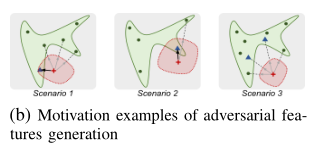 Scenario 1 Scenario 2 Scenario 3
(b) Motivation examples of adversarial fea-
tures generation